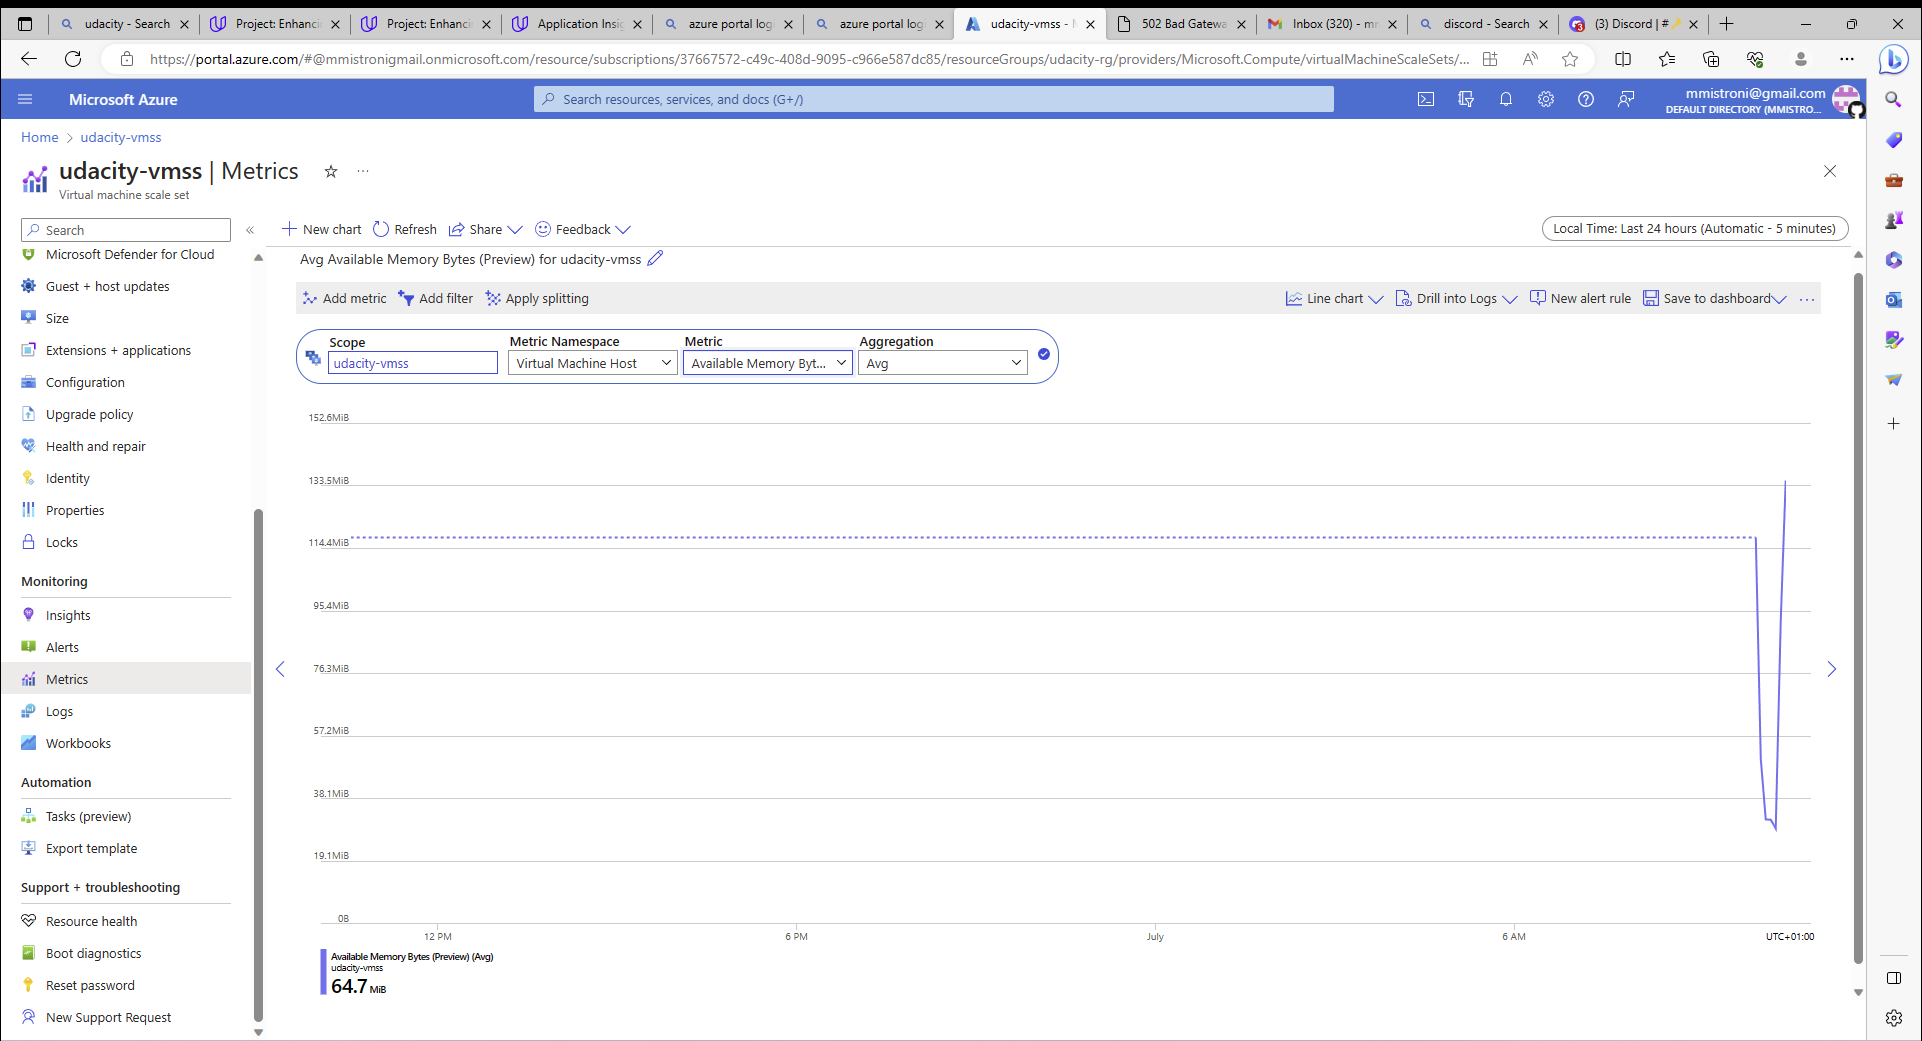 udacity - Search
Project: Enhancin
Project: Enhancin
Application Insig
azure portal logi
azure portal logi
udacity-vmss - M
502 Bad Gatewa
Inbox (320) - mr
discord - Search
(3) Discord | #
https://portal.azure.com/#@mmistronigmail.onmicrosoft.com/resource/subscriptions/37667572-c49c-408d-9095-c966e587dc85/resourceGroups/udacity-rg/providers/Microsoft.Compute/virtualMachineScaleSets/...
Microsoft Azure
Search resources, services, and docs (G+/)
mmistroni@gmail.com
DEFAULT DIRECTORY (MMISTRO...
Home > udacity-vmss
udacity-vmss | Metrics
Virtual machine scale set
Search
Microsoft Defender for Cloud
Guest + host updates
Size
Extensions + applications
Configuration
Upgrade policy
Health and repair
Identity
Properties
Locks
Monitoring
Insights
Alerts
Metrics
Logs
Workbooks
Automation
Tasks (preview)
Export template
Support + troubleshooting
Resource health
Boot diagnostics
Reset password
New Support Request
New chart
Refresh
Share
Feedback
Local Time: Last 24 hours (Automatic - 5 minutes)
Avg Available Memory Bytes (Preview) for udacity-vmss
Add metric
Add filter
Apply splitting
Line chart
Drill into Logs
New alert rule
Save to dashboard
Scope
udacity-vmss
Metric Namespace
Virtual Machine Host
Metric
Available Memory Byt...
Aggregation
Avg
152.6MiB
133.5MiB
114.4MiB
95.4MiB
76.3MiB
57.2MiB
38.1MiB
19.1MiB
0B
12 PM
6 PM
July
6 AM
UTC+01:00
Available Memory Bytes (Preview) (Avg)
udacity-vmss
64.7 MiB